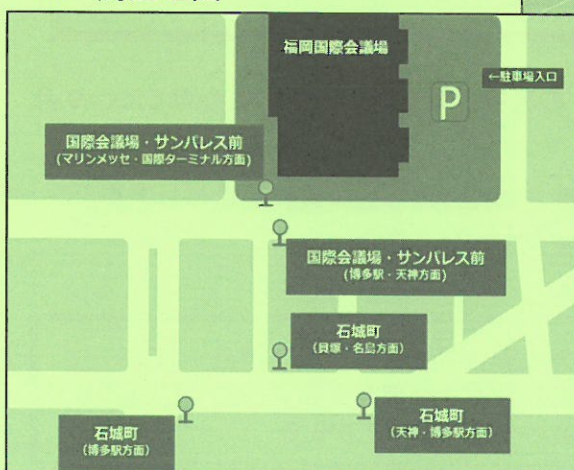 福岡国際会議場
←駐車場入口
P
国際会議場・サンパレス前
(マリンメッセ・国際ターミナル方面)
国際会議場・サンパレス前
(博多駅・天神方面)
石城町
(貝塚・名島方面)
石城町
(博多駅方面)
石城町
(天神・博多駅方面)